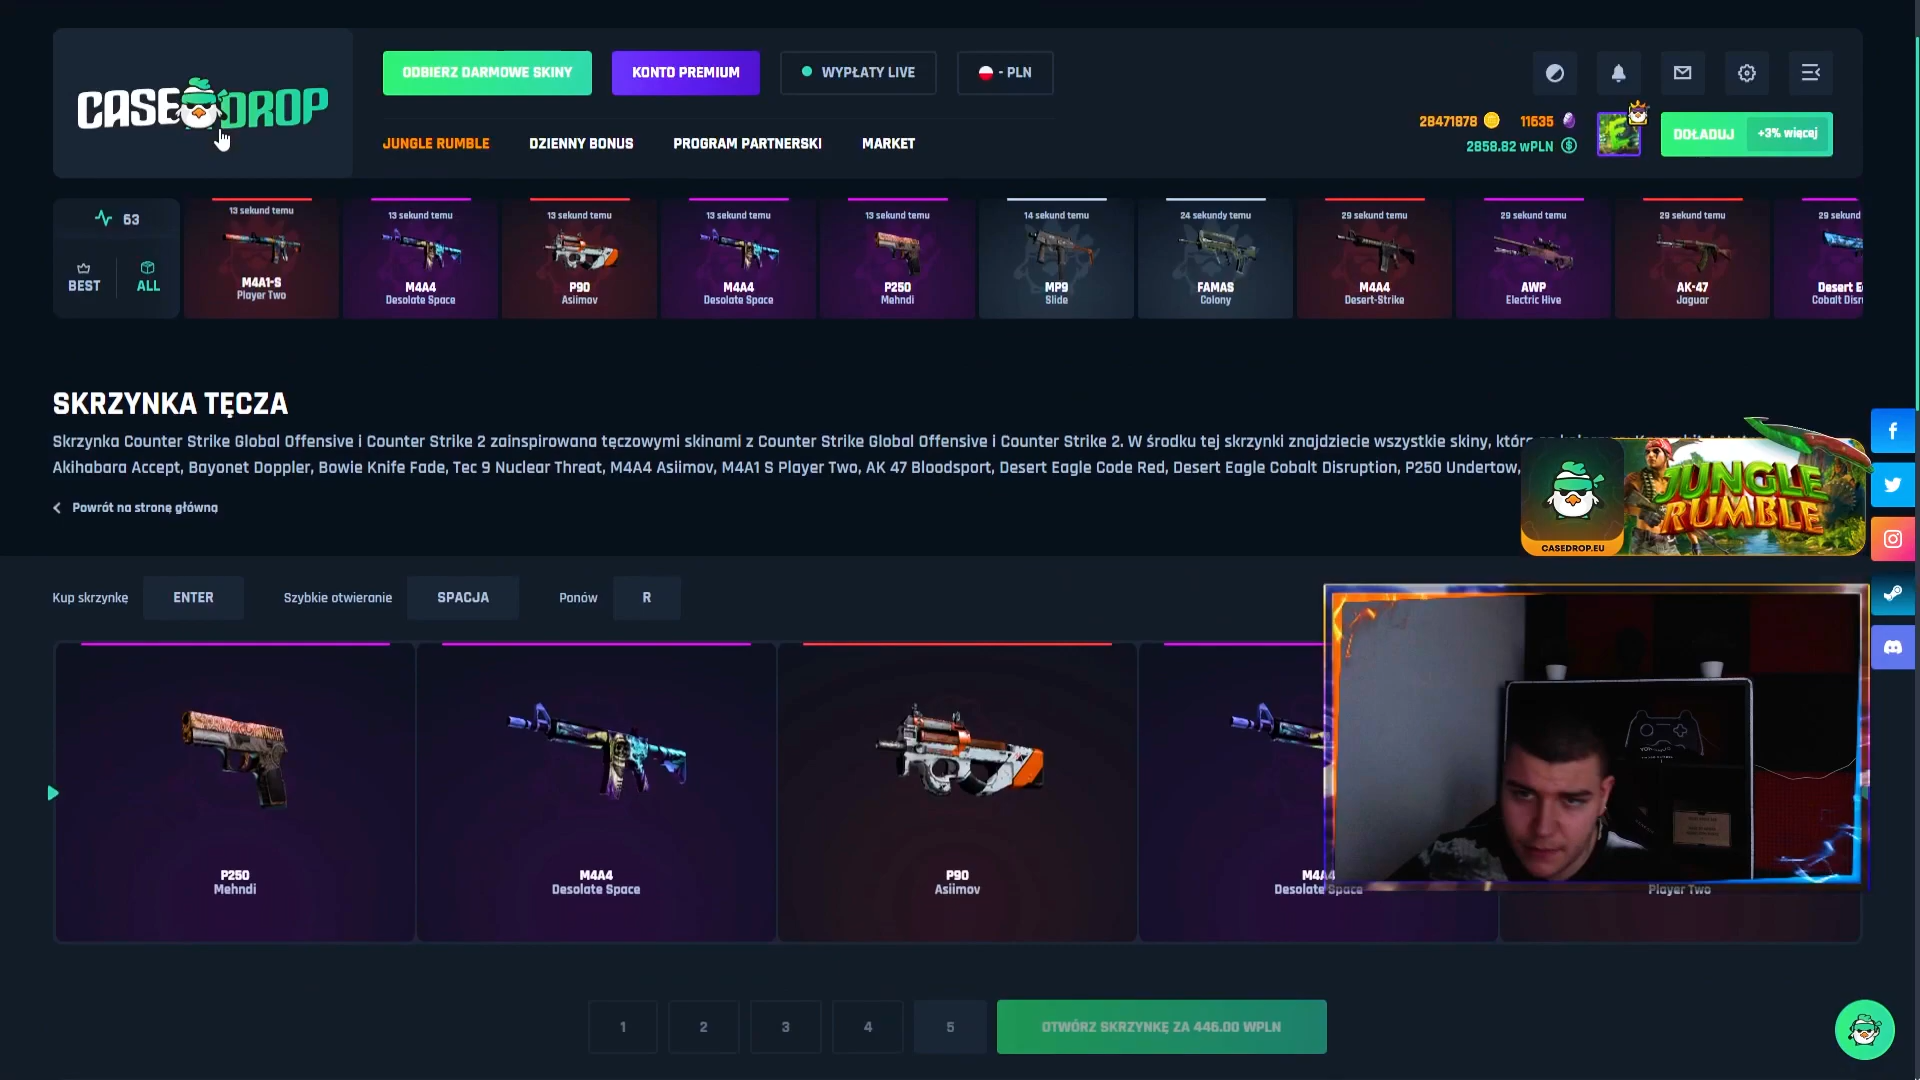 CASE DROP
ODBIERZ DARMOWE SKINY
KONTO PREMIUM
WYPŁATY LIVE
- PLN
JUNGLE RUMBLE
DZIENNY BONUS
PROGRAM PARTNERSKI
MARKET
28471878
11635
2858.82 wPLN
DOŁADUJ
+3% więcej
63
BEST
ALL
13 sekund temu
M4A1-S
Player Two
13 sekund temu
M4A4
Desolate Space
13 sekund temu
P90
Asiimov
13 sekund temu
M4A4
Desolate Space
13 sekund temu
P250
Mehndi
14 sekund temu
MP9
Slide
24 sekundy temu
FAMAS
Colony
29 sekund temu
M4A4
Desert-Strike
29 sekund temu
AWP
Electric Hive
29 sekund temu
AK-47
Jaguar
29 sekund
Desert E
Cobalt Disr
SKRZYNKA TĘCZA
Skrzynka Counter Strike Global Offensive i Counter Strike 2 zainspirowana tęczowymi skinami z Counter Strike Global Offensive i Counter Strike 2. W środku tej skrzynki znajdziecie wszystkie skiny,
Akihabara Accept, Bayonet Doppler, Bowie Knife Fade, Tec 9 Nuclear Threat, M4A4 Asiimov, M4A1 S Player Two, AK 47 Bloodsport, Desert Eagle Code Red, Desert Eagle Cobalt Disruption, P250 Undertow,
Powrót na stronę główną
JUNGLE
RUMBLE
CASEDROP.EU
Kup skrzynkę
ENTER
Szybkie otwieranie
SPACJA
Ponów
R
P250
Mehndi
M4A4
Desolate Space
P90
Asiimov
M4A4
Desolate Space
Player Two
1
2
3
4
5
OTWÓRZ SKRZYNKĘ ZA 446.00 WPLN